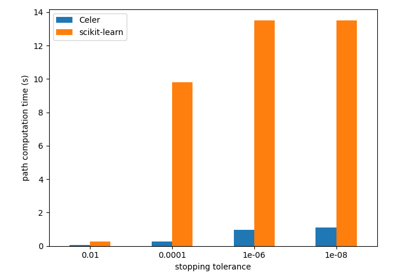 Celer
scikit-learn
path computation time (s)
14
12
10
8
6
4
2
0
0.01 0.0001 1e-06 1e-08
stopping tolerance